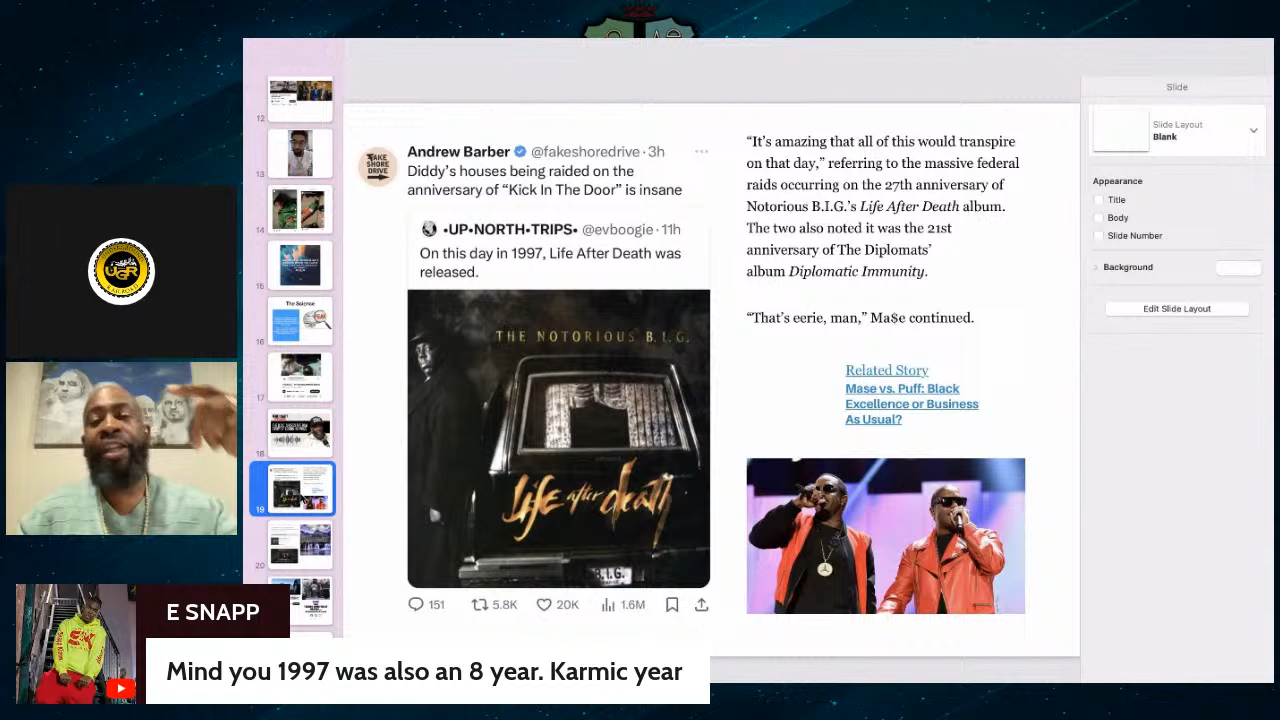 Andrew Barber @fakeshoredrive · 3h
Diddy's houses being raided on the
anniversary of “Kick In The Door” is insane
•UP•NORTH•TRIPS• @evboogie · 11h
On this day in 1997, Life After Death was
released.
THE NOTORIOUS B.I.G.
life after death
B.I.G.
151 5.8K 20K 1.6M
“It’s amazing that all of this would transpire
on that day,” referring to the massive federal
raids occurring on the 27th anniversary of
Notorious B.I.G.’s Life After Death album.
The two also noted it was the 21st
anniversary of The Diplomats’
album Diplomatic Immunity.
“That’s eerie, man,” Ma$e continued.
Related Story
Mase vs. Puff: Black
Excellence or Business
As Usual?
Slide
Slide Layout
Blank
Appearance
Title
Body
Slide Number
Background
Edit Slide Layout
12
13
14
15
The Science
16
17
18
19
20
TAKE
SHORE
DRIVE
UGR
E SNAPP
Mind you 1997 was also an 8 year. Karmic year